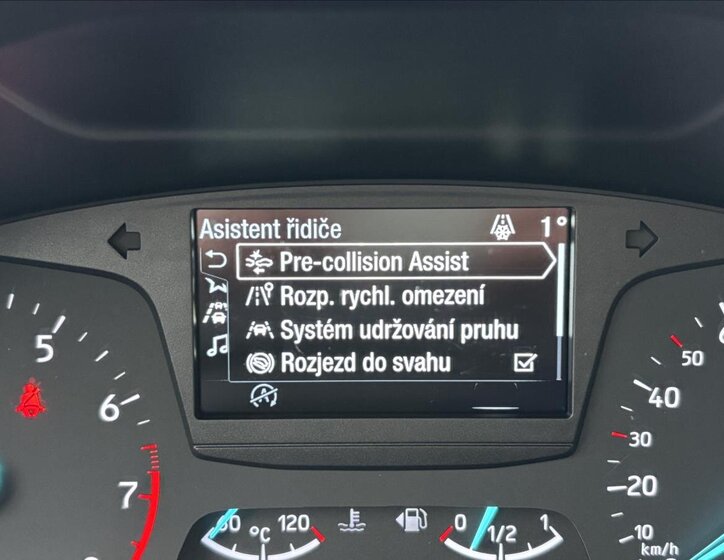 Asistent řidiče 1°
Pre-collision Assist
Rozp. rychl. omezení
Systém udržování pruhu
Rozjezd do svahu
5
6
7
60 °C 120
0 1/2 1
50
40
30
20
10
km/h